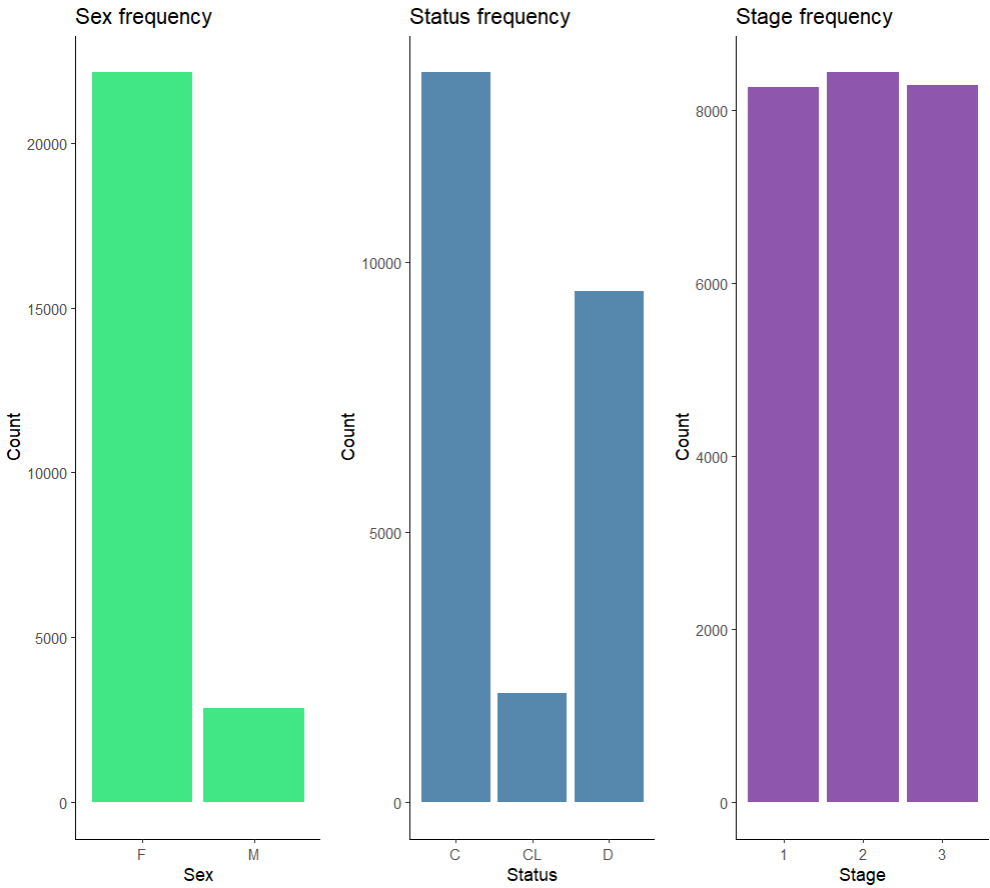 Sex frequency
Count
20000
15000
10000
5000
0
F M
Sex
Status frequency
Count
10000
5000
0
C CL D
Status
Stage frequency
Count
8000
6000
4000
2000
0
1 2 3
Stage